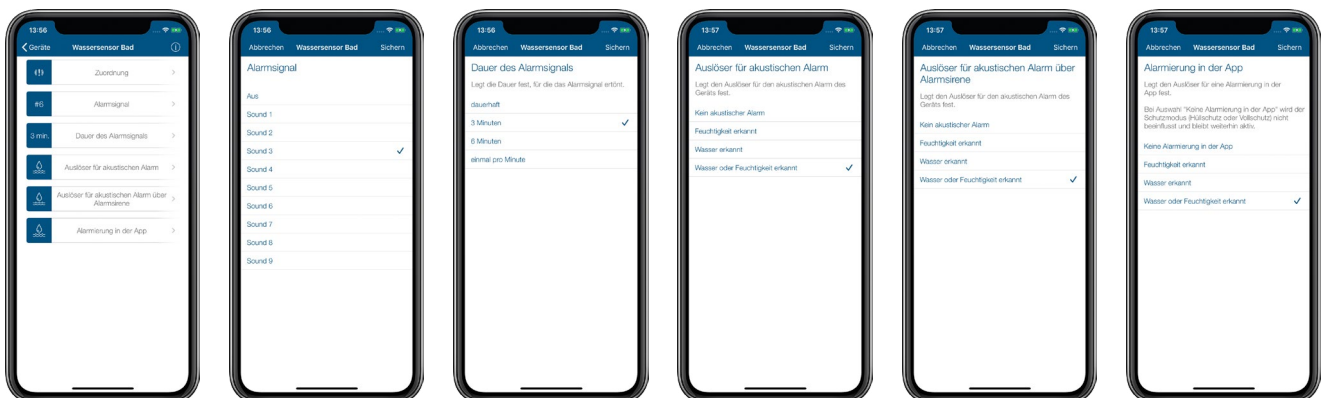 13:56
Geräte Wassersensor Bad
Zuordnung
#6 Alarmsignal
3 min. Dauer des Alarmsignals
Auslöser für akustischen Alarm
Auslöser für akustischen Alarm über
Alarmsirene
Alarmierung in der App
13:56
Abbrechen Wassersensor Bad Sichern
Alarmsignal
Aus
Sound 1
Sound 2
Sound 3
Sound 4
Sound 5
Sound 6
Sound 7
Sound 8
Sound 9
13:56
Abbrechen Wassersensor Bad Sichern
Dauer des Alarmsignals
Legt die Dauer fest, für die das Alarmsignal ertönt.
dauerhaft
3 Minuten
6 Minuten
einmal pro Minute
13:57
Abbrechen Wassersensor Bad Sichern
Auslöser für akustischen Alarm
Legt den Auslöser für den akustischen Alarm des
Geräts fest.
Kein akustischer Alarm
Feuchtigkeit erkannt
Wasser erkannt
Wasser oder Feuchtigkeit erkannt
13:57
Abbrechen Wassersensor Bad Sichern
Auslöser für akustischen Alarm über
Alarmsirene
Legt den Auslöser für den akustischen Alarm des
Geräts fest.
Kein akustischer Alarm
Feuchtigkeit erkannt
Wasser erkannt
Wasser oder Feuchtigkeit erkannt
13:57
Abbrechen Wassersensor Bad Sichern
Alarmierung in der App
Legt den Auslöser für eine Alarmierung in der
App fest.
Bei Auswahl "Keine Alarmierung in der App" wird der
Schutzmodus (Hüllschutz oder Vollschutz) nicht
beeinflusst und bleibt weiterhin aktiv.
Keine Alarmierung in der App
Feuchtigkeit erkannt
Wasser erkannt
Wasser oder Feuchtigkeit erkannt